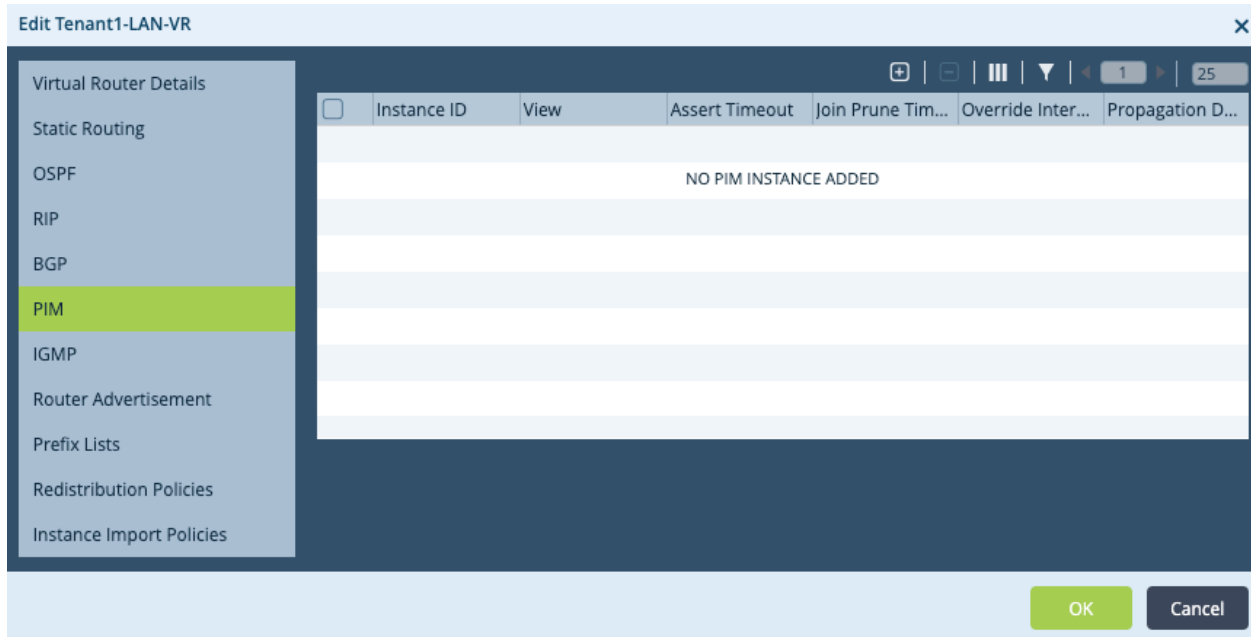 Edit Tenant1-LAN-VR
Virtual Router Details
Static Routing
OSPF
RIP
BGP
PIM
IGMP
Router Advertisement
Prefix Lists
Redistribution Policies
Instance Import Policies
1 25
Instance ID View Assert Timeout Join Prune Tim... Override Inter... Propagation D...
NO PIM INSTANCE ADDED
OK Cancel